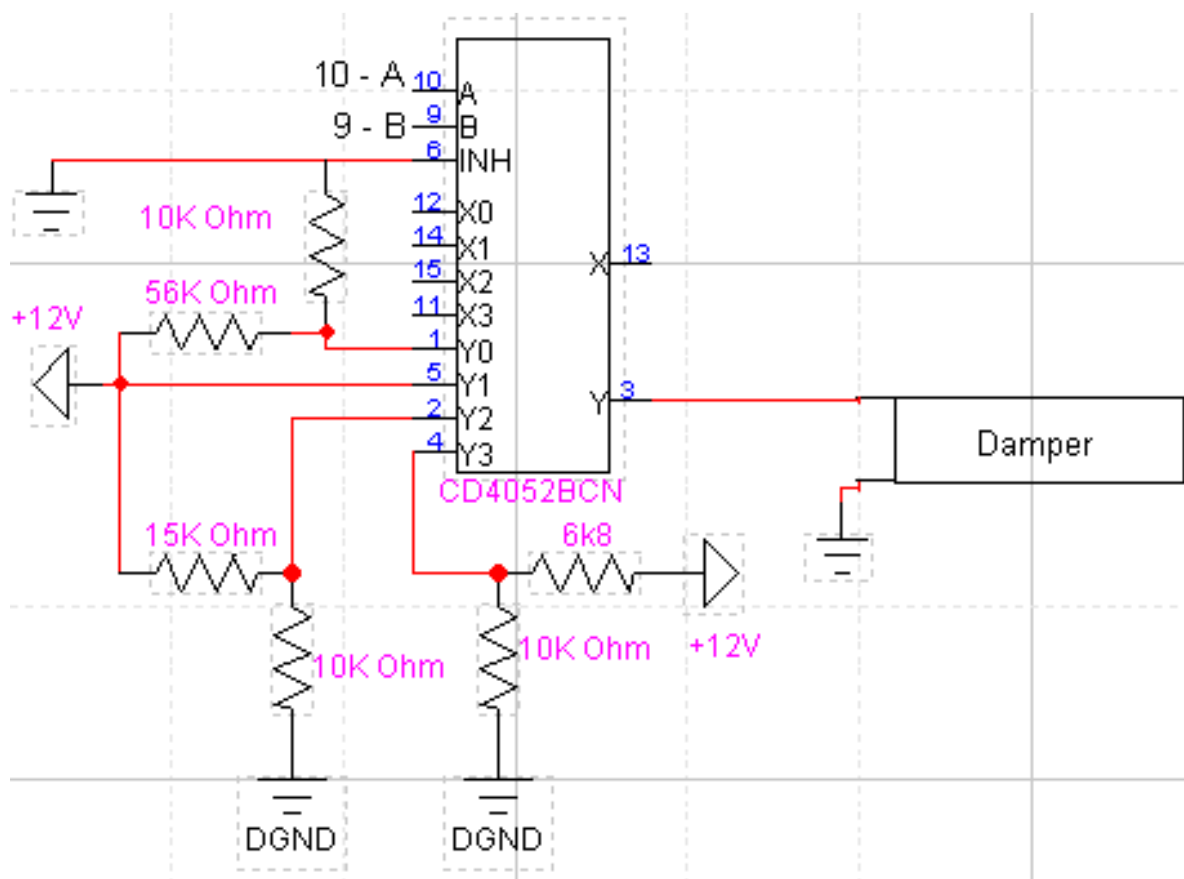 10 - A
10
A
9 - B
9
B
6
INH
10K Ohm
12
X0
14
X1
15
X2
X
13
56K Ohm
11
X3
+12V
1
Y0
5
Y1
Y
3
2
Y2
4
Y3
Damper
CD4052BCN
15K Ohm
6k8
10K Ohm
10K Ohm
+12V
DGND
DGND